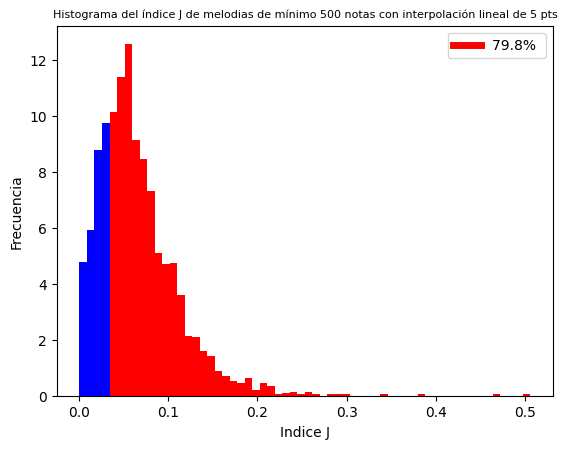 Histograma del índice J de melodias de mínimo 500 notas con interpolación lineal de 5 pts
79.8%
Frecuencia
12
10
8
6
4
2
0
0.0 0.1 0.2 0.3 0.4 0.5
Indice J